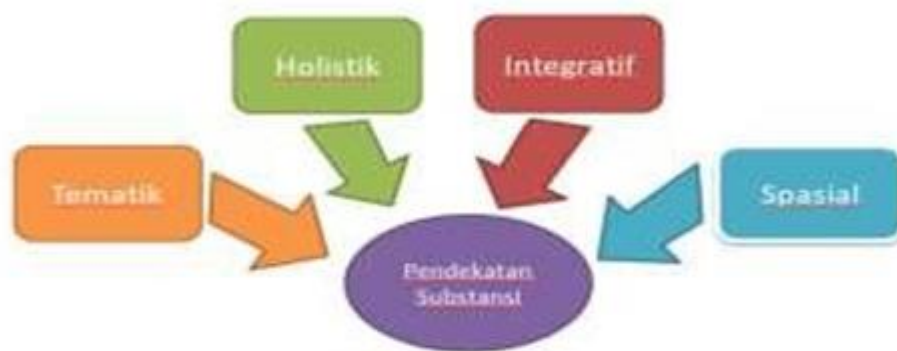 Holistik
Integratif
Tematik
Spasial
Pendekatan
Substansi